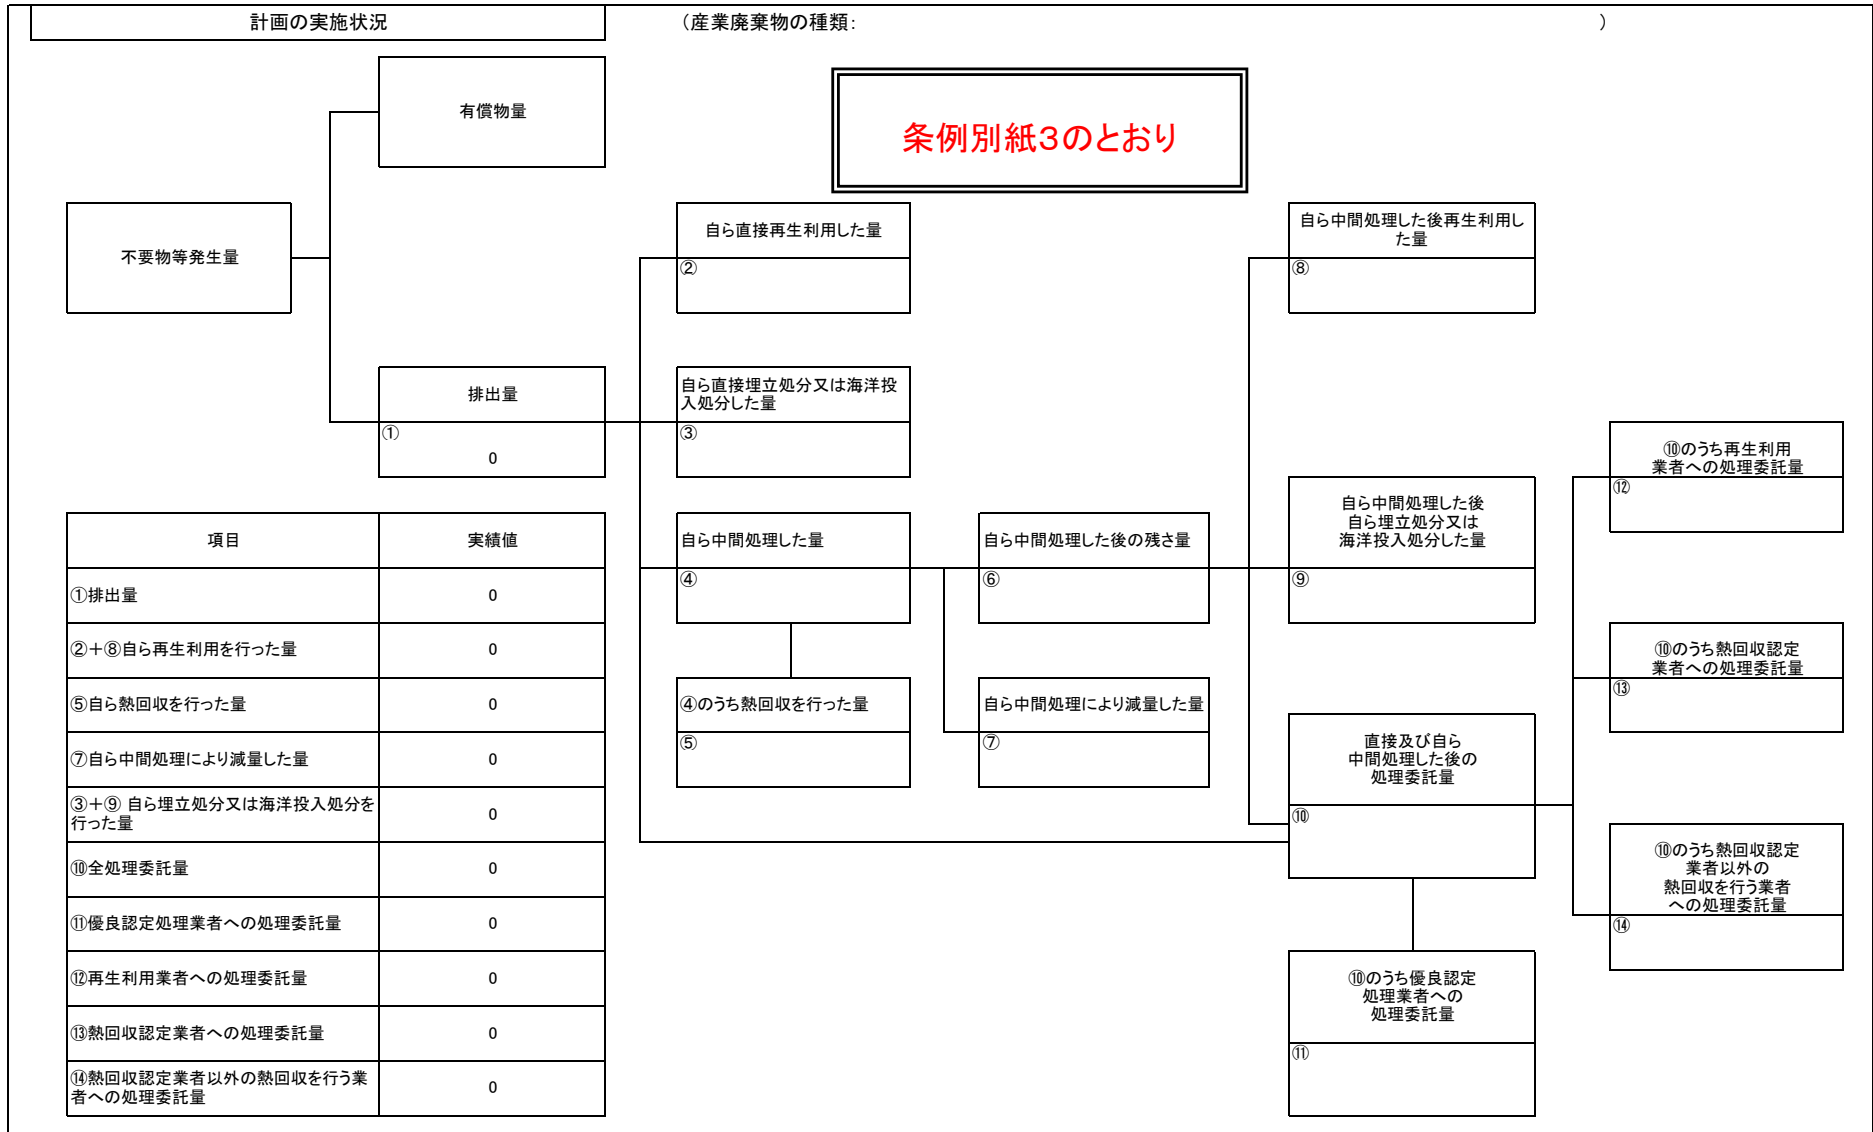 計画の実施状況
（産業廃棄物の種類： ）
有償物量
条例別紙３のとおり
不要物等発生量
自ら直接再生利用した量
②
自ら中間処理した後再生利用し
た量
⑧
排出量
①
0
自ら直接埋立処分又は海洋投
入処分した量
③
⑩のうち再生利用
業者への処理委託量
⑫
自ら中間処理した量
④
自ら中間処理した後の残さ量
⑥
自ら中間処理した後
自ら埋立処分又は
海洋投入処分した量
⑨
⑩のうち熱回収認定
業者への処理委託量
⑬
④のうち熱回収を行った量
⑤
自ら中間処理により減量した量
⑦
直接及び自ら
中間処理した後の
処理委託量
⑩
⑩のうち熱回収認定
業者以外の
熱回収を行う業者
への処理委託量
⑭
⑩のうち優良認定
処理業者への
処理委託量
⑪
項目 実績値
①排出量 0
②＋⑧自ら再生利用を行った量 0
⑤自ら熱回収を行った量 0
⑦自ら中間処理により減量した量 0
③＋⑨ 自ら埋立処分又は海洋投入処分を
行った量 0
⑩全処理委託量 0
⑪優良認定処理業者への処理委託量 0
⑫再生利用業者への処理委託量 0
⑬熱回収認定業者への処理委託量 0
⑭熱回収認定業者以外の熱回収を行う業
者への処理委託量 0